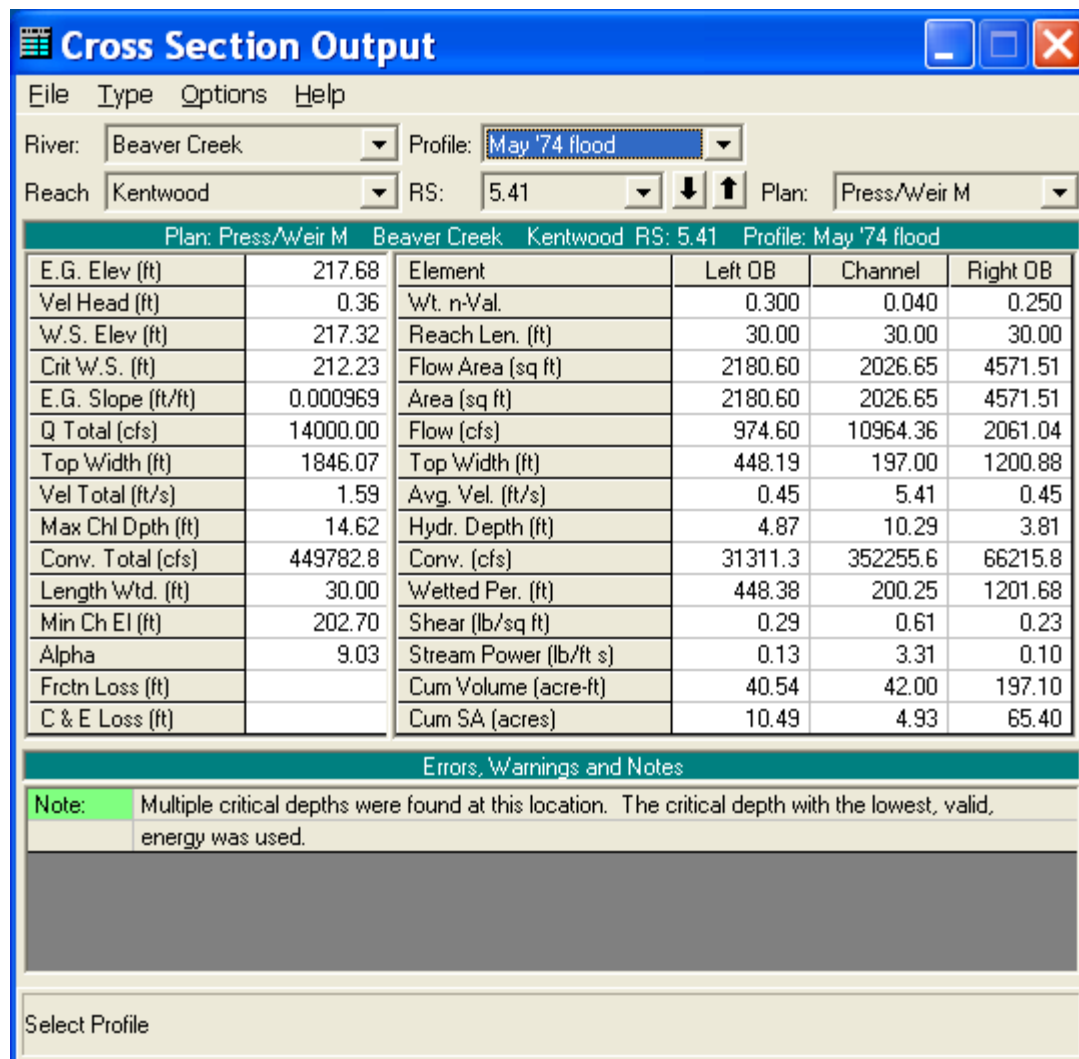 Cross Section Output
File Type Options Help
River: Beaver Creek Profile: May '74 flood
Reach Kentwood RS: 5.41 Plan: Press/Weir M
Plan: Press/Weir M Beaver Creek Kentwood RS: 5.41 Profile: May '74 flood
E.G. Elev (ft) 217.68 Element Left OB Channel Right OB
Vel Head (ft) 0.36 Wt. n-Val. 0.300 0.040 0.250
W.S. Elev (ft) 217.32 Reach Len. (ft) 30.00 30.00 30.00
Crit W.S. (ft) 212.23 Flow Area (sq ft) 2180.60 2026.65 4571.51
E.G. Slope (ft/ft) 0.000969 Area (sq ft) 2180.60 2026.65 4571.51
Q Total (cfs) 14000.00 Flow (cfs) 974.60 10964.36 2061.04
Top Width (ft) 1846.07 Top Width (ft) 448.19 197.00 1200.88
Vel Total (ft/s) 1.59 Avg. Vel. (ft/s) 0.45 5.41 0.45
Max Chl Dpth (ft) 14.62 Hydr. Depth (ft) 4.87 10.29 3.81
Conv. Total (cfs) 449782.8 Conv. (cfs) 31311.3 352255.6 66215.8
Length Wtd. (ft) 30.00 Wetted Per. (ft) 448.38 200.25 1201.68
Min Ch El (ft) 202.70 Shear (lb/sq ft) 0.29 0.61 0.23
Alpha 9.03 Stream Power (lb/ft s) 0.13 3.31 0.10
Frctn Loss (ft) Cum Volume (acre-ft) 40.54 42.00 197.10
C & E Loss (ft) Cum SA (acres) 10.49 4.93 65.40
Errors, Warnings and Notes
Note: Multiple critical depths were found at this location. The critical depth with the lowest, valid,
energy was used.
Select Profile